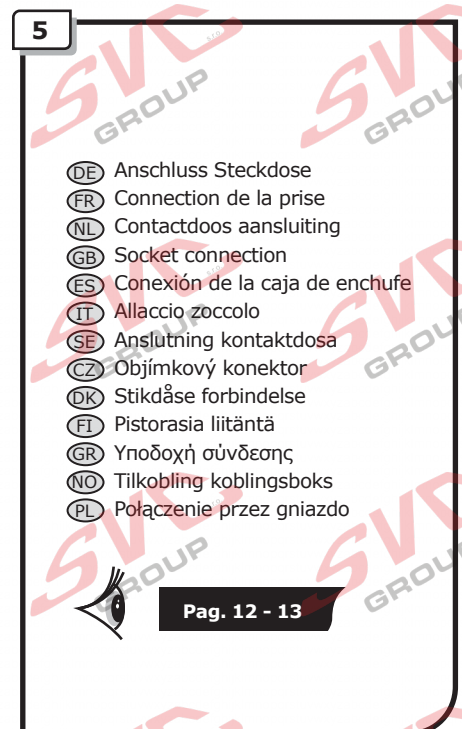 5
DE Anschluss Steckdose
FR Connection de la prise
NL Contactdoos aansluiting
GB Socket connection
ES Conexión de la caja de enchufe
IT Allaccio zoccolo
SE Anslutning kontaktdosa
CZ Objímkový konektor
DK Stikdåse forbindelse
FI Pistorasia liitäntä
GR Υποδοχή σύνδεσης
NO Tilkobling koblingsboks
PL Połączenie przez gniazdo
Pag. 12 - 13
SVC GROUP s.r.o.